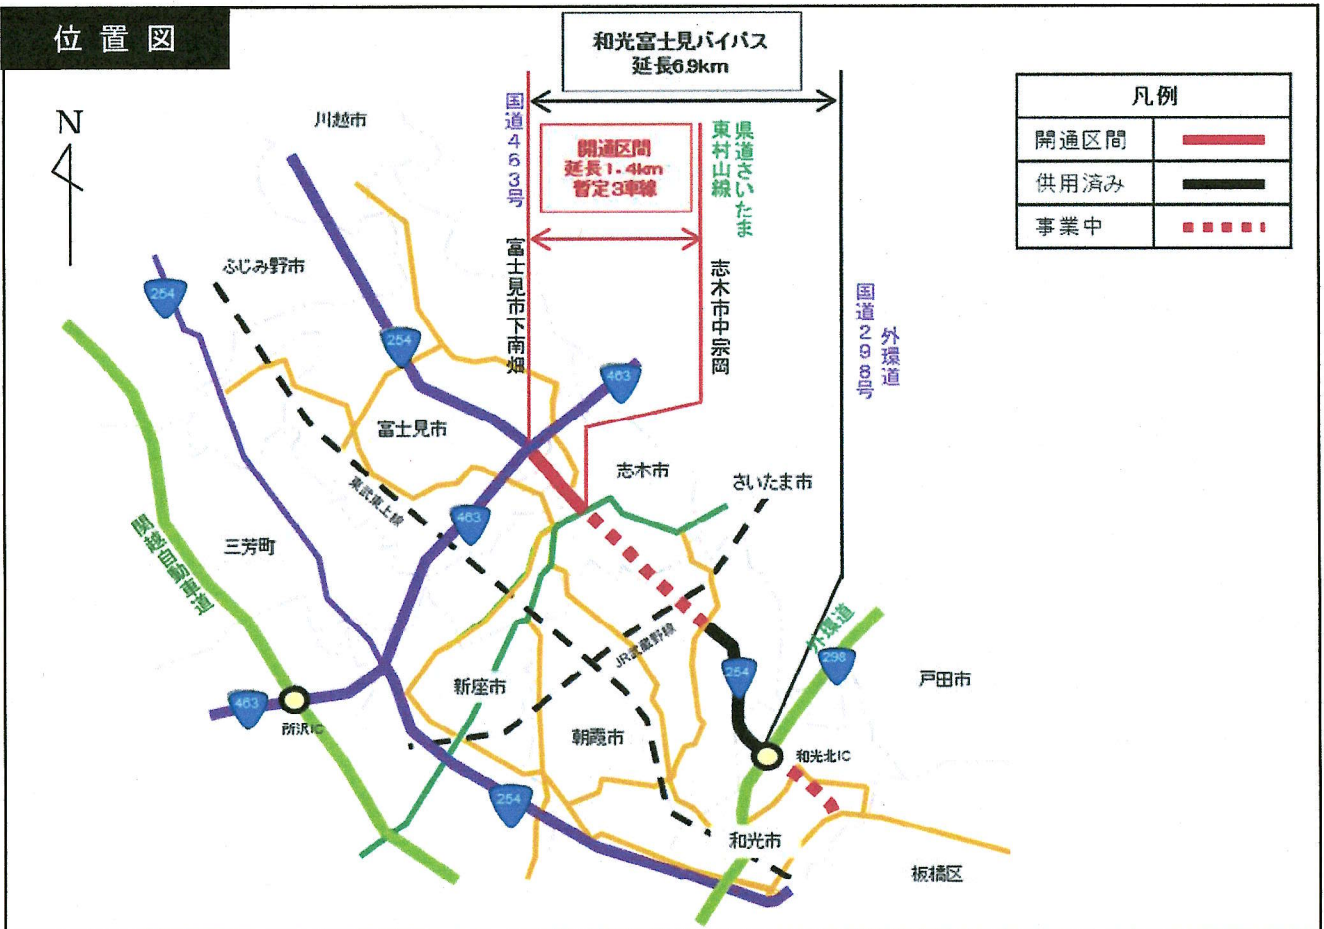 位置図
和光富士見バイパス
延長6.9km
N
川越市
国道463号
開通区間
延長1.4km
暫定3車線
県道さいたま
東村山線
凡例
開通区間
供用済み
事業中
富士見市下南畑
志木市中宗岡
国道298号
外環道
ふじみ野市
254
254
463
富士見市
志木市
さいたま市
東武東上線
463
関越自動車道
三芳町
JR武蔵野線
外環道
298
254
戸田市
新座市
463
所沢IC
朝霞市
和光北IC
254
和光市
板橋区